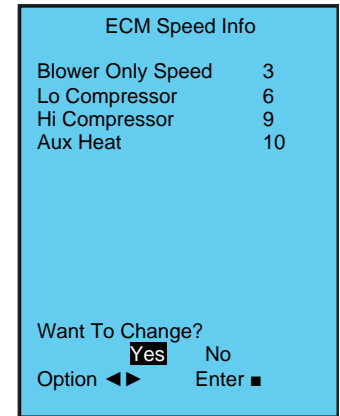 ECM Speed Info
Blower Only Speed 3
Lo Compressor 6
Hi Compressor 9
Aux Heat 10
Want To Change?
Yes No
Option ◄► Enter ■